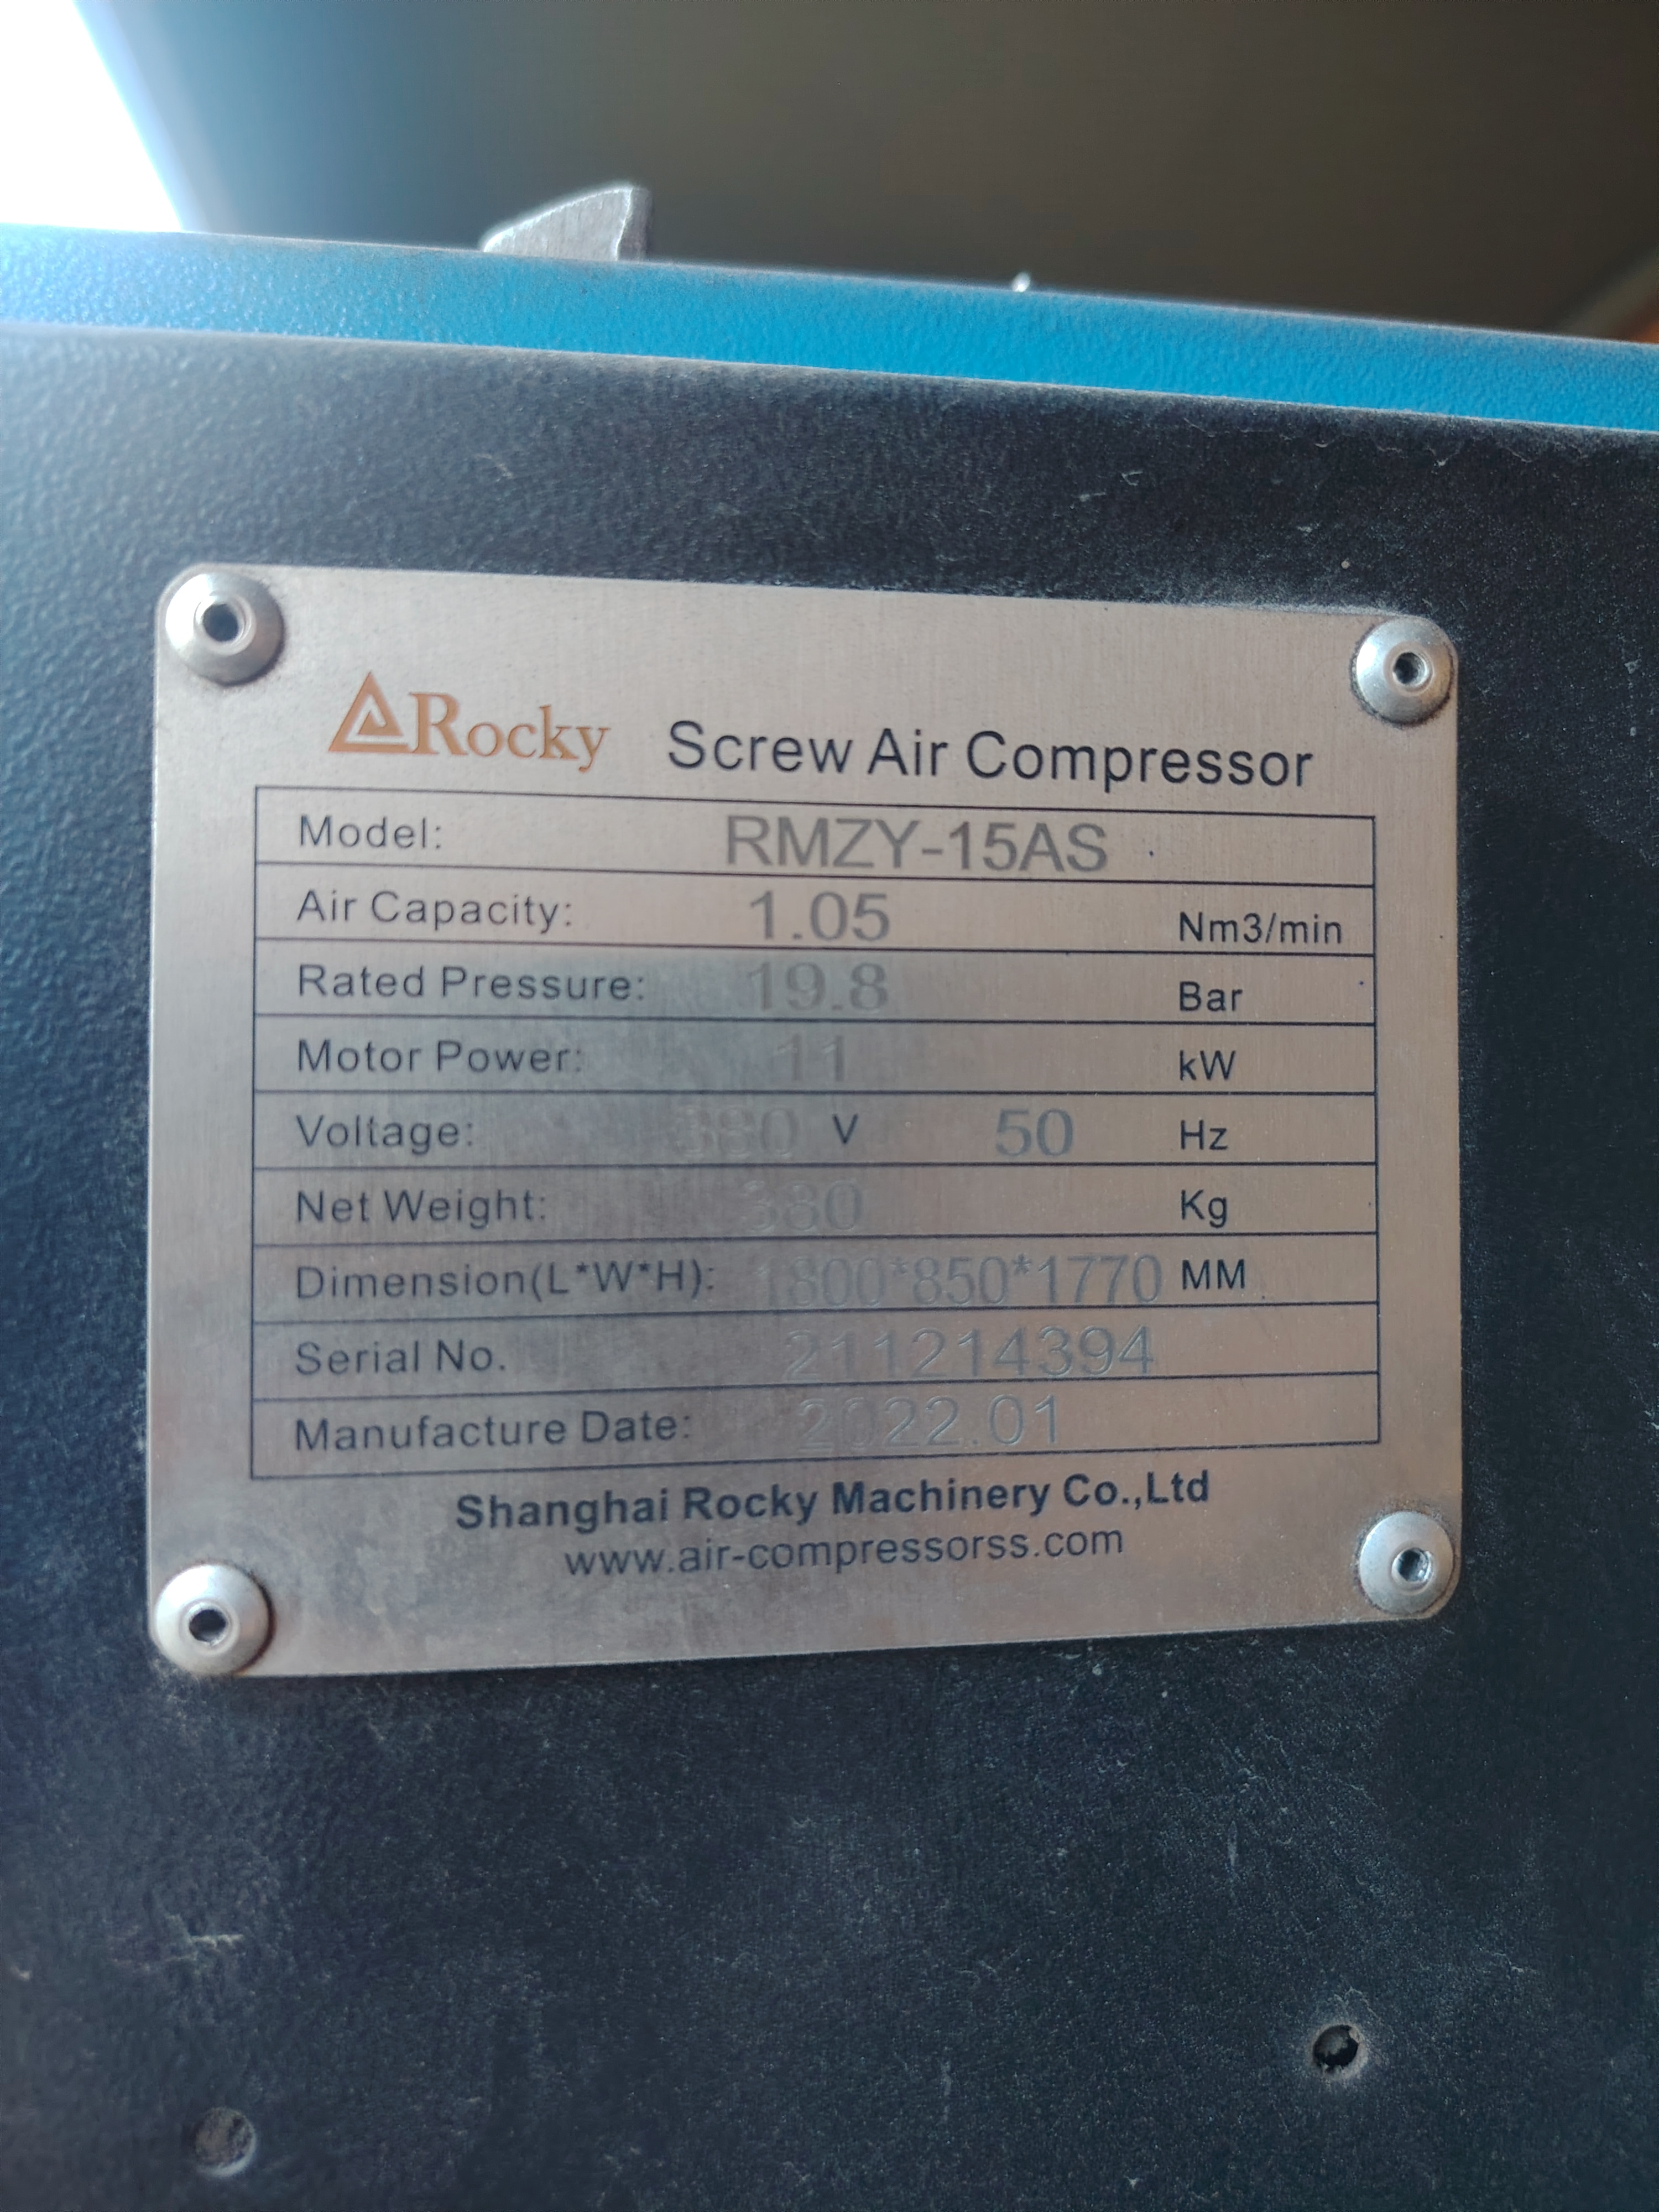 Rocky Screw Air Compressor
Model: RMZY-15AS
Air Capacity: 1.05 Nm3/min
Rated Pressure: 19.8 Bar
Motor Power: 11 kW
Voltage: 380 V 50 Hz
Net Weight: 380 Kg
Dimension(L*W*H): 1800*850*1770 MM
Serial No. 211214394
Manufacture Date: 2022.01
Shanghai Rocky Machinery Co.,Ltd
www.air-compressorss.com